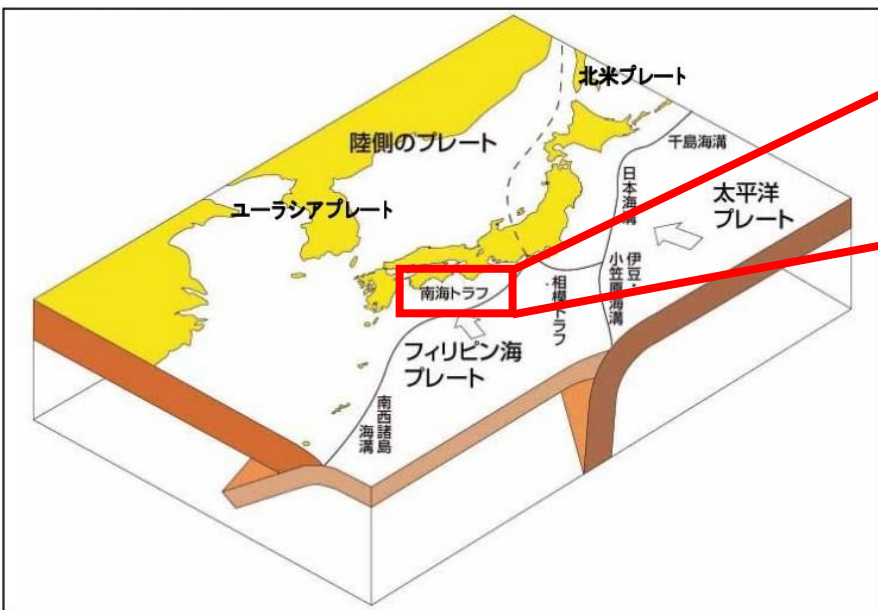 北米プレート
陸側のプレート
千島海溝
日本海溝
太平洋
プレート
ユーラシアプレート
伊豆・
小笠原海溝
南海トラフ
相模トラフ
フィリピン海
プレート
南西諸島
海溝